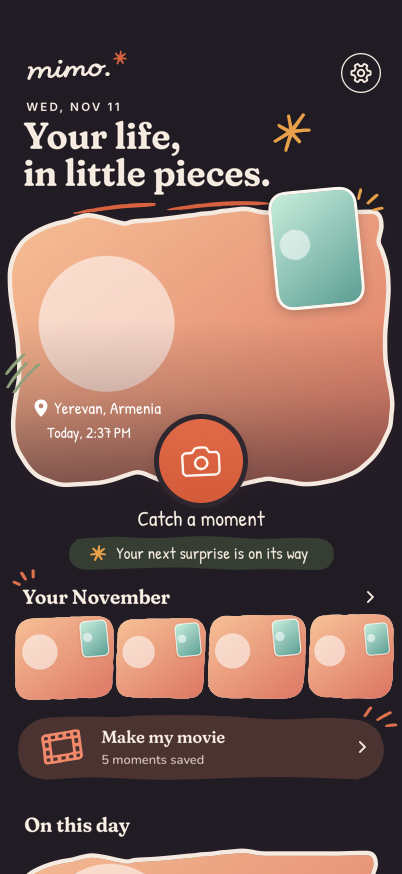 mimo.
WED, NOV 11
Your life,
in little pieces.
Yerevan, Armenia
Today, 2:37 PM
Catch a moment
Your next surprise is on its way
Your November
Make my movie
5 moments saved
On this day